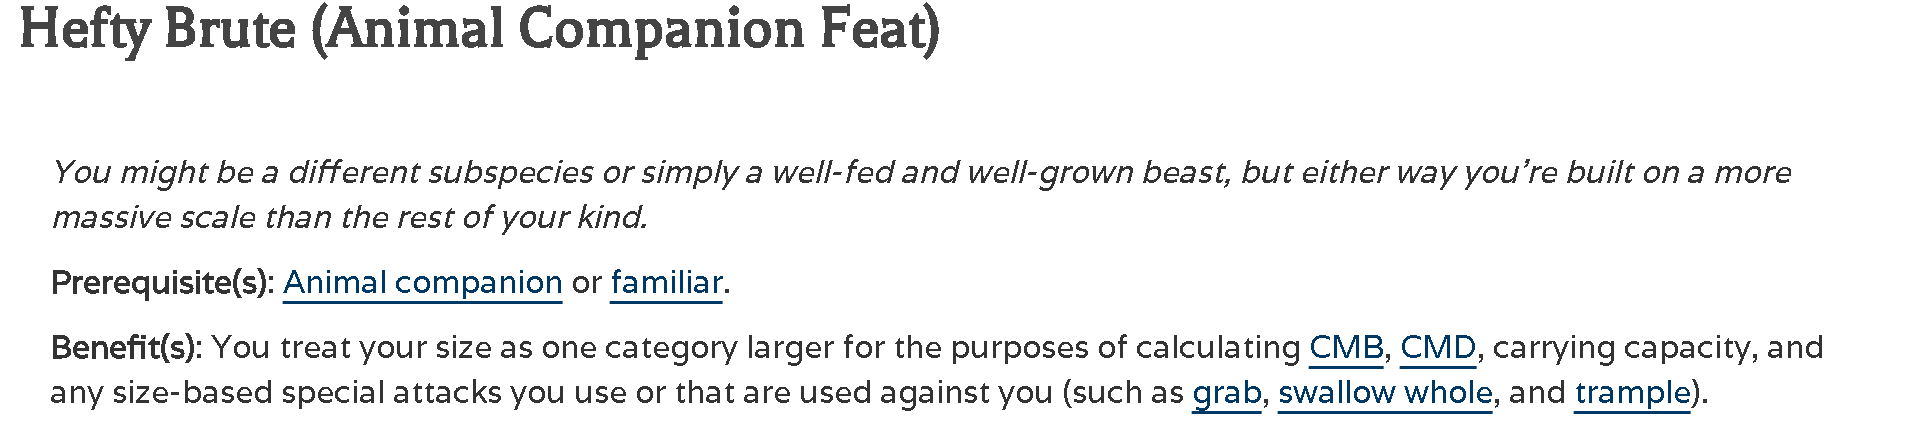 Hefty Brute (Animal Companion Feat)
You might be a different subspecies or simply a well-fed and well-grown beast, but either way you’re built on a more
massive scale than the rest of your kind.
Prerequisite(s): Animal companion or familiar.
Benefit(s): You treat your size as one category larger for the purposes of calculating CMB, CMD, carrying capacity, and
any size-based special attacks you use or that are used against you (such as grab, swallow whole, and trample).